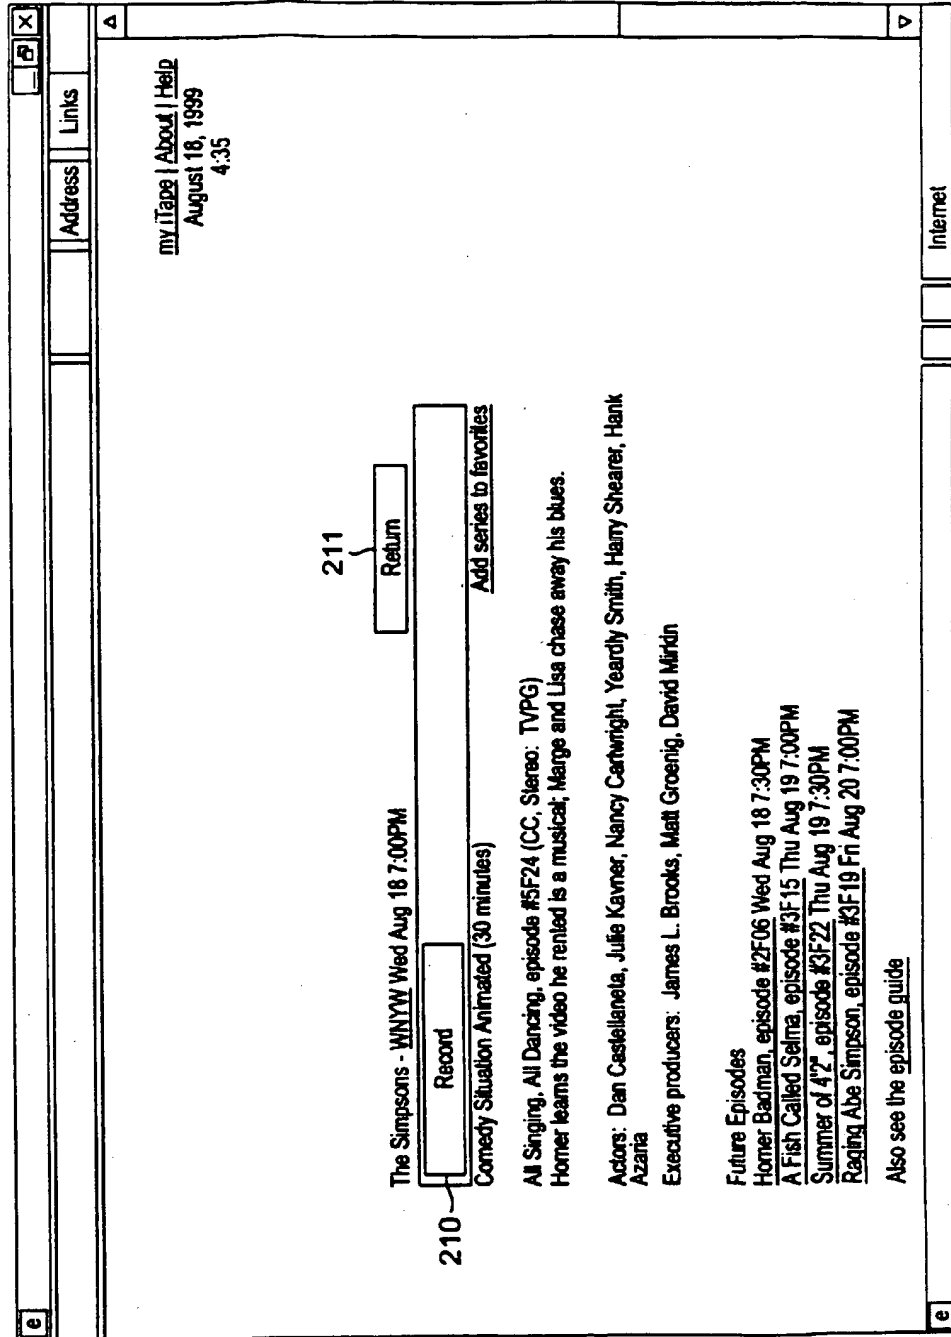 e
Address
Links
my iTape | About | Help
August 18, 1999
4:35
211
Return
The Simpsons - WNYW Wed Aug 18 7:00PM
210
Record
Comedy Situation Animated (30 minutes)
Add series to favorites
All Singing, All Dancing, episode #5F24 (CC, Stereo: TVPG)
Homer learns the video he rented is a musical; Marge and Lisa chase away his blues.
Actors: Dan Castellaneta, Julie Kavner, Nancy Cartwright, Yeardly Smith, Harry Shearer, Hank
Azaria
Executive producers: James L. Brooks, Matt Groenig, David Mirkin
Future Episodes
Homer Badman, episode #2F06 Wed Aug 18 7:30PM
A Fish Called Selma, episode #3F15 Thu Aug 19 7:00PM
Summer of 4'2", episode #3F22 Thu Aug 19 7:30PM
Raging Abe Simpson, episode #3F19 Fri Aug 20 7:00PM
Also see the episode guide
e
Internet